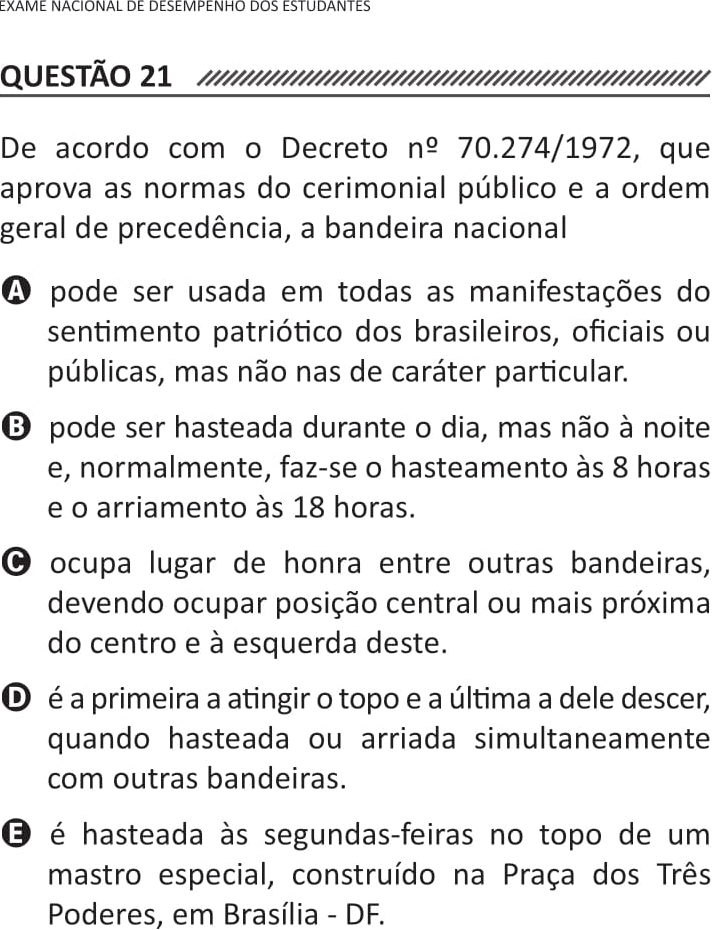 EXAME NACIONAL DE DESEMPENHO DOS ESTUDANTES
QUESTÃO 21
De acordo com o Decreto nº 70.274/1972, que
aprova as normas do cerimonial público e a ordem
geral de precedência, a bandeira nacional
A pode ser usada em todas as manifestações do
sentimento patriótico dos brasileiros, oficiais ou
públicas, mas não nas de caráter particular.
B pode ser hasteada durante o dia, mas não à noite
e, normalmente, faz-se o hasteamento às 8 horas
e o arriamento às 18 horas.
C ocupa lugar de honra entre outras bandeiras,
devendo ocupar posição central ou mais próxima
do centro e à esquerda deste.
D é a primeira a atingir o topo e a última a dele descer,
quando hasteada ou arriada simultaneamente
com outras bandeiras.
E é hasteada às segundas-feiras no topo de um
mastro especial, construído na Praça dos Três
Poderes, em Brasília - DF.